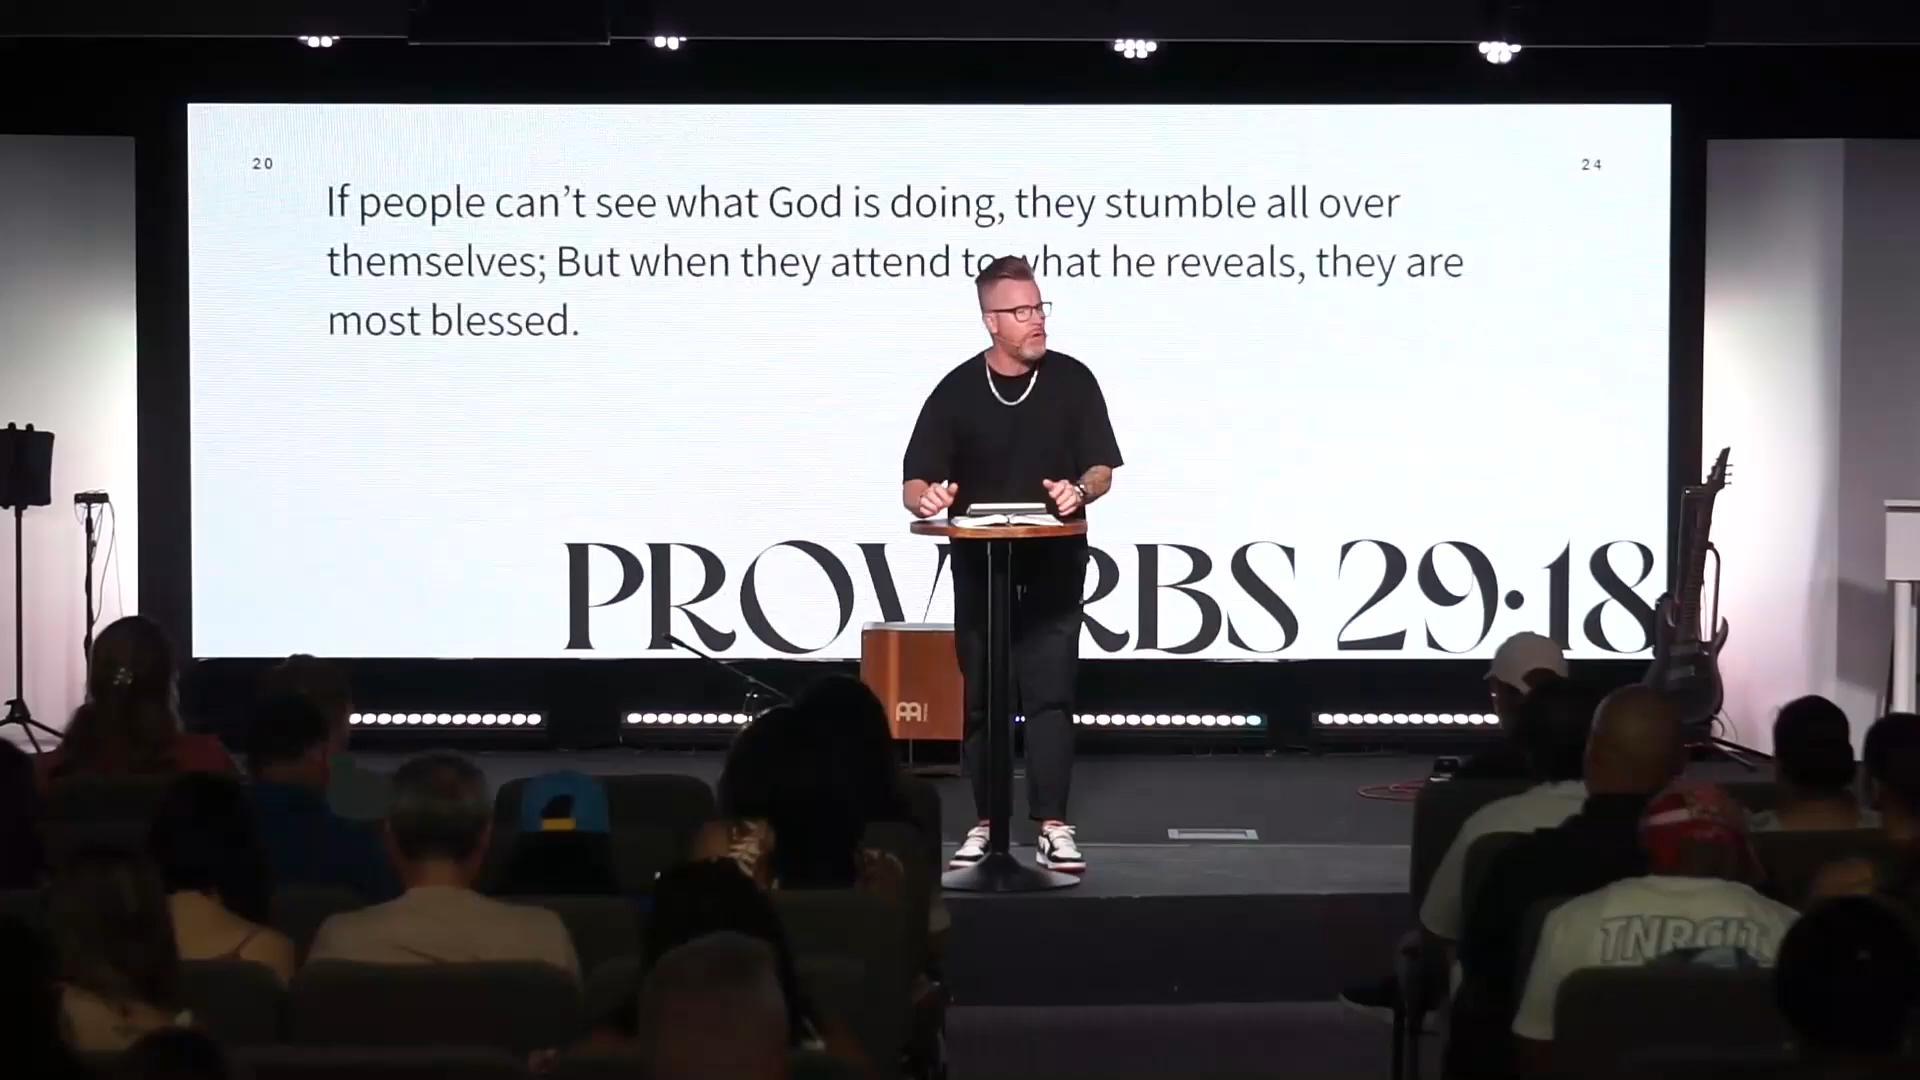 20
24
If people can’t see what God is doing, they stumble all over
themselves; But when they attend to what he reveals, they are
most blessed.
PROVERBS 29:18